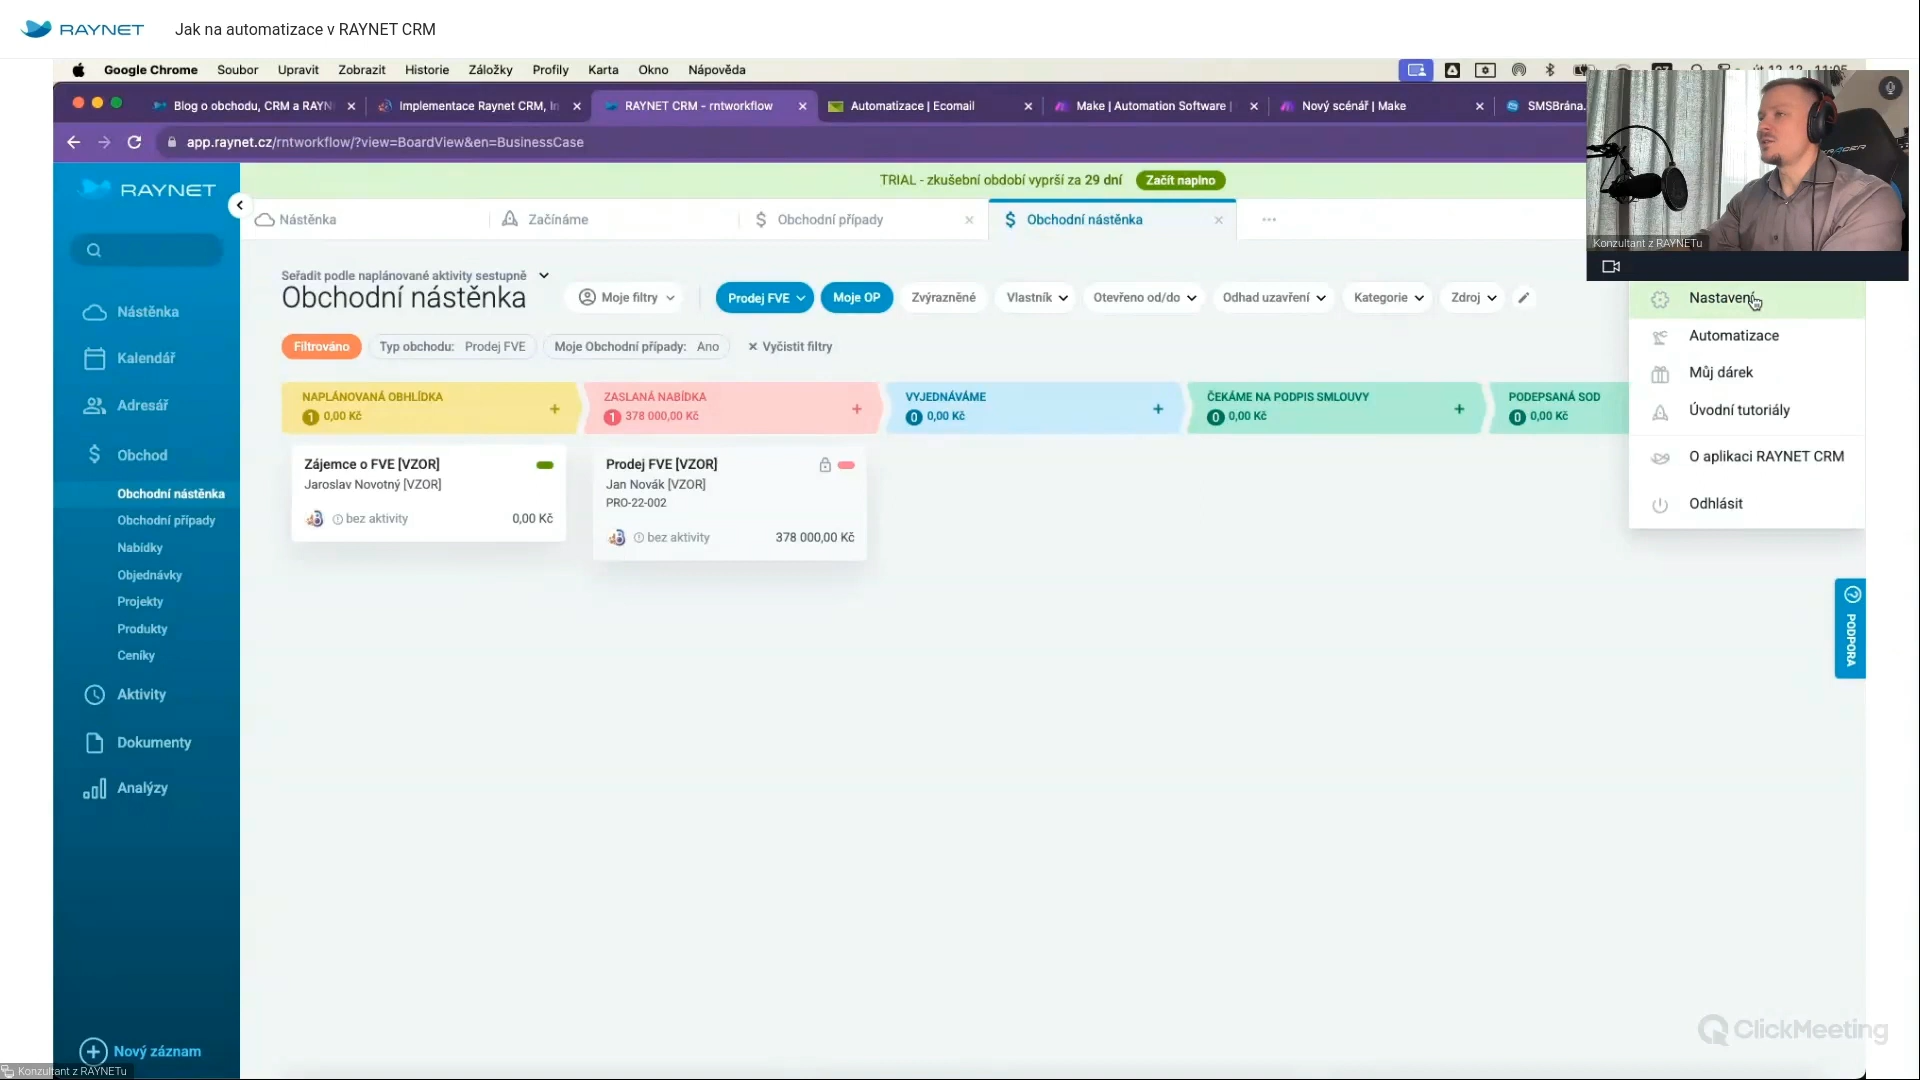 RAYNET
Jak na automatizace v RAYNET CRM
Google Chrome Soubor Upravit Zobrazit Historie Záložky Profily Karta Okno Nápověda
Blog o obchodu, CRM a RAYN
Implementace Raynet CRM, In
RAYNET CRM - rntworkflow
Automatizace | Ecomail
Make | Automation Software |
Nový scénář | Make
SMSBrána.
app.raynet.cz/rntworkflow/?view=BoardView&en=BusinessCase
Konzultant z RAYNETu
RAYNET
TRIAL - zkušební období vyprší za 29 dní Začít naplno
Nástěnka
Začínáme
Obchodní případy
Obchodní nástěnka
Seřadit podle naplánované aktivity sestupně
Obchodní nástěnka
Moje filtry
Prodej FVE
Moje OP
Zvýrazněné
Vlastník
Otevřeno od/do
Odhad uzavření
Kategorie
Zdroj
Filtrováno
Typ obchodu: Prodej FVE
Moje Obchodní případy: Ano
Vyčistit filtry
NAPLÁNOVANÁ OBHLÍDKA
1 0,00 Kč
ZASLANÁ NABÍDKA
1 378 000,00 Kč
VYJEDNÁVÁME
0 0,00 Kč
ČEKÁME NA PODPIS SMLOUVY
0 0,00 Kč
PODEPSANÁ SOD
0 0,00 Kč
Zájemce o FVE [VZOR]
Jaroslav Novotný [VZOR]
bez aktivity 0,00 Kč
Prodej FVE [VZOR]
Jan Novák [VZOR]
PRO-22-002
bez aktivity 378 000,00 Kč
Nastavení
Automatizace
Můj dárek
Úvodní tutoriály
O aplikaci RAYNET CRM
Odhlásit
PODPORA
Nástěnka
Kalendář
Adresář
Obchod
Obchodní nástěnka
Obchodní případy
Nabídky
Objednávky
Projekty
Produkty
Ceníky
Aktivity
Dokumenty
Analýzy
Nový záznam
Konzultant z RAYNETu
ClickMeeting